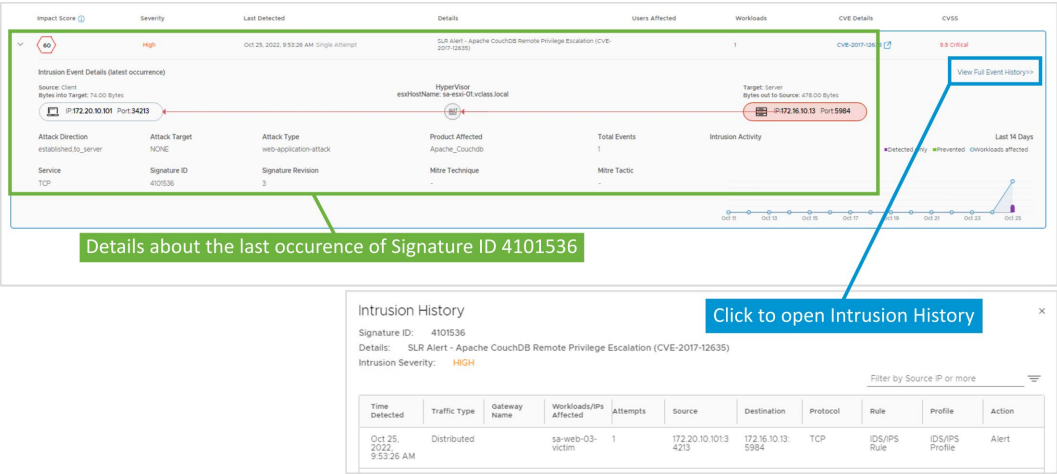 Impact Score Severity Last Detected Details Users Affected Workloads CVE Details CVSS
60 High Oct 25, 2022, 9:53:26 AM Single Attempt SLR Alert - Apache CouchDB Remote Privilege Escalation (CVE-
2017-12635)
1 CVE-2017-1263 9.8 Critical
Intrusion Event Details (latest occurrence)
View Full Event History>>
Source: Client
Bytes into Target: 74.00 Bytes
HyperVisor
esxHostName: sa-esxi-01.vclass.local
Target: Server
Bytes out to Source: 478.00 Bytes
IP:172.20.10.101 Port:34213
IP:172.16.10.13 Port:5984
Attack Direction Attack Target Attack Type Product Affected Total Events Intrusion Activity Last 14 Days
established,to_server NONE web-application-attack Apache_Couchdb 1
Detected Only Prevented Workloads affected
Service Signature ID Signature Revision Mitre Technique Mitre Tactic
TCP 4101536 3 - -
Oct 11 Oct 13 Oct 15 Oct 17 Oct 19 Oct 21 Oct 23 Oct 25
Details about the last occurence of Signature ID 4101536
Click to open Intrusion History
Intrusion History
Signature ID: 4101536
Details: SLR Alert - Apache CouchDB Remote Privilege Escalation (CVE-2017-12635)
Intrusion Severity: HIGH
Filter by Source IP or more
Time
Detected
Traffic Type
Gateway
Name
Workloads/IPs
Affected
Attempts
Source
Destination
Protocol
Rule
Profile
Action
Oct 25,
2022,
9:53:26 AM
Distributed
sa-web-03-
victim
1
172.20.10.101:3
4213
172.16.10.13:
5984
TCP
IDS/IPS
Rule
IDS/IPS
Profile
Alert